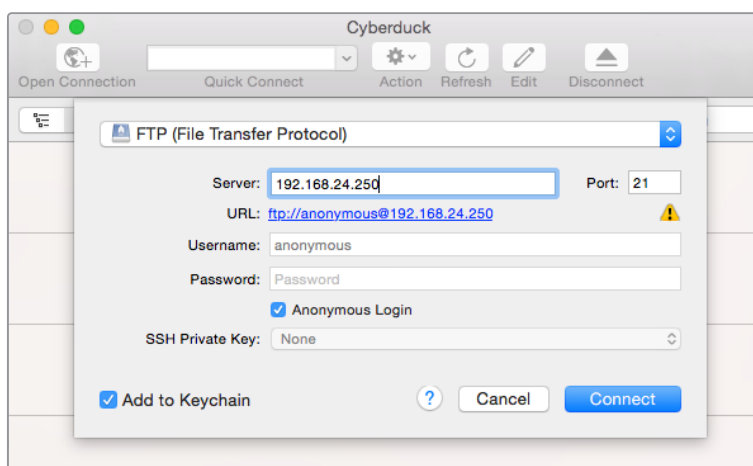 Cyberduck
Open Connection Quick Connect Action Refresh Edit Disconnect
FTP (File Transfer Protocol)
Server: 192.168.24.250 Port: 21
URL: ftp://anonymous@192.168.24.250
Username: anonymous
Password: Password
Anonymous Login
SSH Private Key: None
Add to Keychain ? Cancel Connect